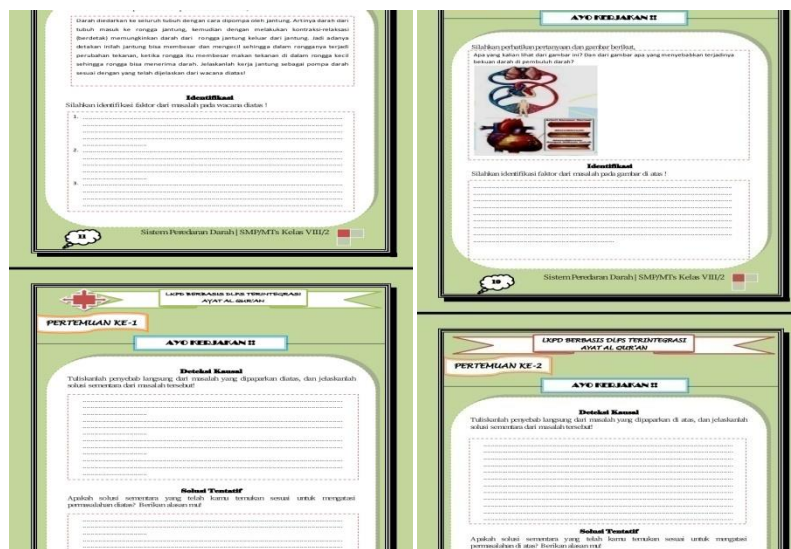 Darah diedarkan ke seluruh tubuh dengan cara dipompa oleh jantung. Artinya darah dari
tubuh masuk ke rongga jantung, kemudian dengan melakukan kontraksi-relaksasi
(berdetak) memungkinkan darah dari rongga jantung keluar dari jantung. Jadi adanya
detakan inilah jantung bisa membesar dan mengecil sehingga dalam rongganya terjadi
perubahan tekanan, ketika rongga itu membesar makan tekanan di dalam rongga kecil
sehingga rongga bisa menerima darah. Jelaskanlah kerja jantung sebagai pompa darah
sesuai dengan yang telah dijelaskan dari wacana diatas!
Identifikasi
Silahkan identifikasi faktor dari masalah pada wacana diatas !
1.
2.
3.
11
Sistem Peredaran Darah| SMP/MTs Kelas VIII/2
LKPD BERBASIS DLPS TERINTEGRASI
AYAT AL-QUR'AN
PERTEMUAN KE-1
AYO KERJAKAN !!
Deteksi Kausal
Tuliskanlah penyebab langsung dari masalah yang dipaparkan diatas, dan jelaskanlah
solusi sementara dari masalah tersebut!
Solusi Tentatif
Apakah solusi sementara yang telah kamu temukan sesuai untuk mengatasi
permasalahan diatas? Berikan alasan mu!
AYO KERJAKAN !!
Silahkan perhatikan pertanyaan dan gambar berikut,
Apa yang kalian lihat dari gambar ini? Dan dari gambar apa yang menyebabkan terjadinya
bekuan darah di pembuluh darah?
Identifikasi
Silahkan identifikasi faktor dari masalah pada gambar di atas !
10
Sistem Peredaran Darah| SMP/MTs Kelas VIII/2
LKPD BERBASIS DLPS TERINTEGRASI
AYAT AL QUR'AN
PERTEMUAN KE-2
AYO KERJAKAN !!
Deteksi Kausal
Tuliskanlah penyebab langsung dari masalah yang dipaparkan di atas, dan jelaskanlah
solusi sementara dari masalah tersebut!
Solusi Tentatif
Apakah solusi sementara yang telah kamu temukan sesuai untuk mengatasi
permasalahan di atas? Berikan alasan mu!